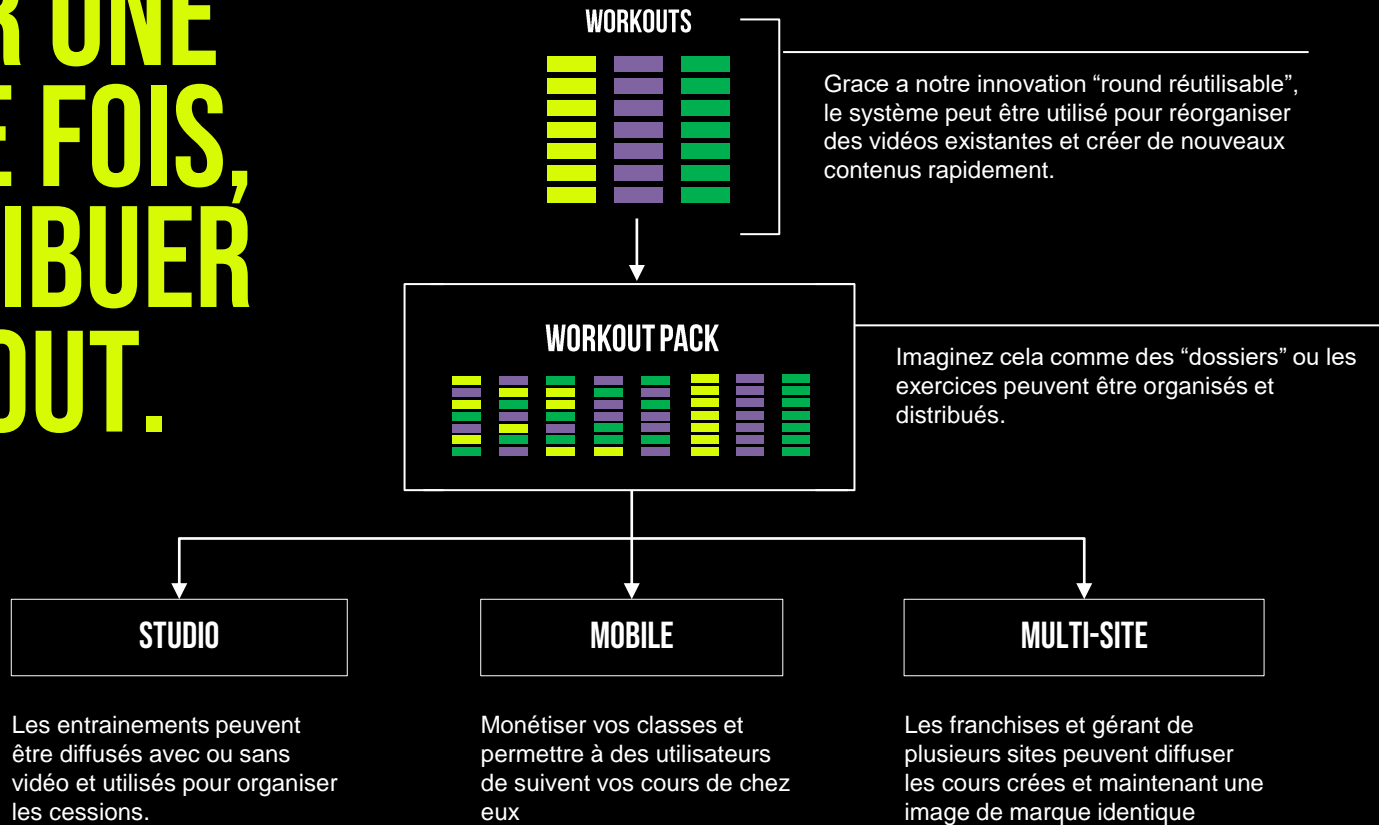 R UNE
E FOIS,
IBUER
OUT.
WORKOUTS
Grace a notre innovation “round réutilisable”,
le système peut être utilisé pour réorganiser
des vidéos existantes et créer de nouveaux
contenus rapidement.
WORKOUT PACK
Imaginez cela comme des “dossiers” ou les
exercices peuvent être organisés et
distribués.
STUDIO
Les entrainements peuvent
être diffusés avec ou sans
vidéo et utilisés pour organiser
les cessions.
MOBILE
Monétiser vos classes et
permettre à des utilisateurs
de suivent vos cours de chez
eux
MULTI-SITE
Les franchises et gérant de
plusieurs sites peuvent diffuser
les cours crées et maintenant une
image de marque identique